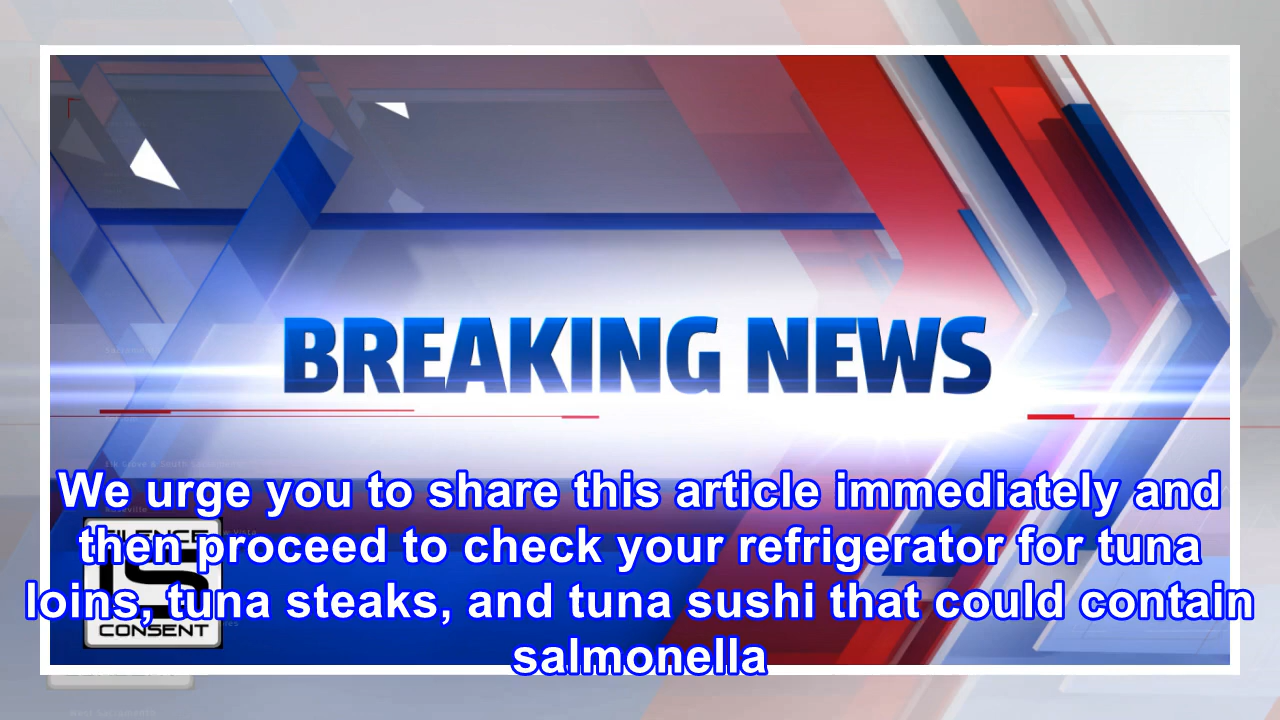 BREAKING NEWS
We urge you to share this article immediately and
then proceed to check your refrigerator for tuna
loins, tuna steaks, and tuna sushi that could contain
salmonella
SILENCE
IS
CONSENT